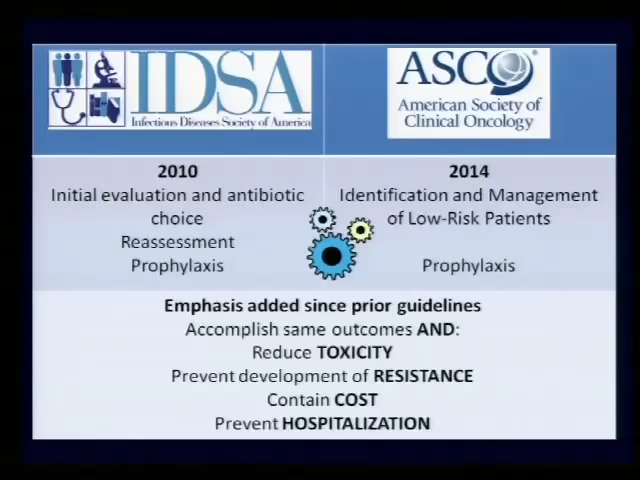 IDSA
Infectious Diseases Society of America
ASCO
American Society of
Clinical Oncology
2010
Initial evaluation and antibiotic
choice
Reassessment
Prophylaxis
2014
Identification and Management
of Low-Risk Patients
Prophylaxis
Emphasis added since prior guidelines
Accomplish same outcomes AND:
Reduce TOXICITY
Prevent development of RESISTANCE
Contain COST
Prevent HOSPITALIZATION